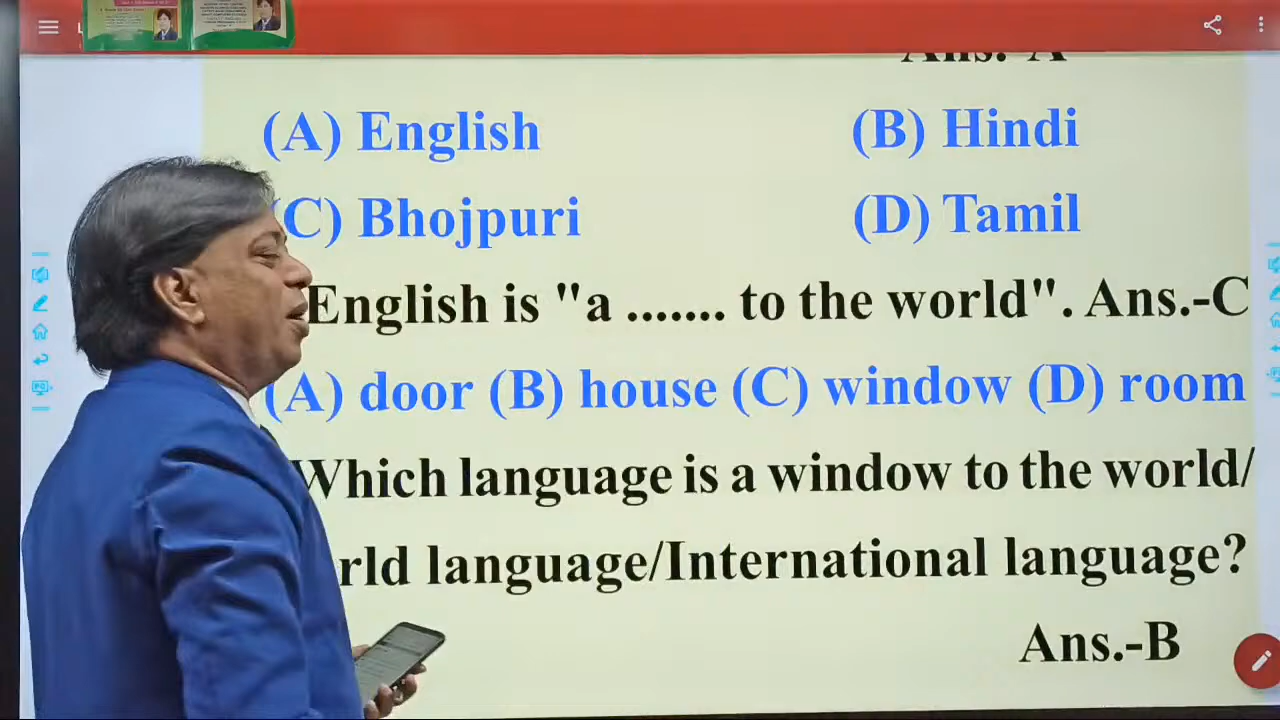 Ans.-A
(A) English (B) Hindi
(C) Bhojpuri (D) Tamil
English is "a ....... to the world". Ans.-C
(A) door (B) house (C) window (D) room
Which language is a window to the world/
language/International language?
Ans.-B